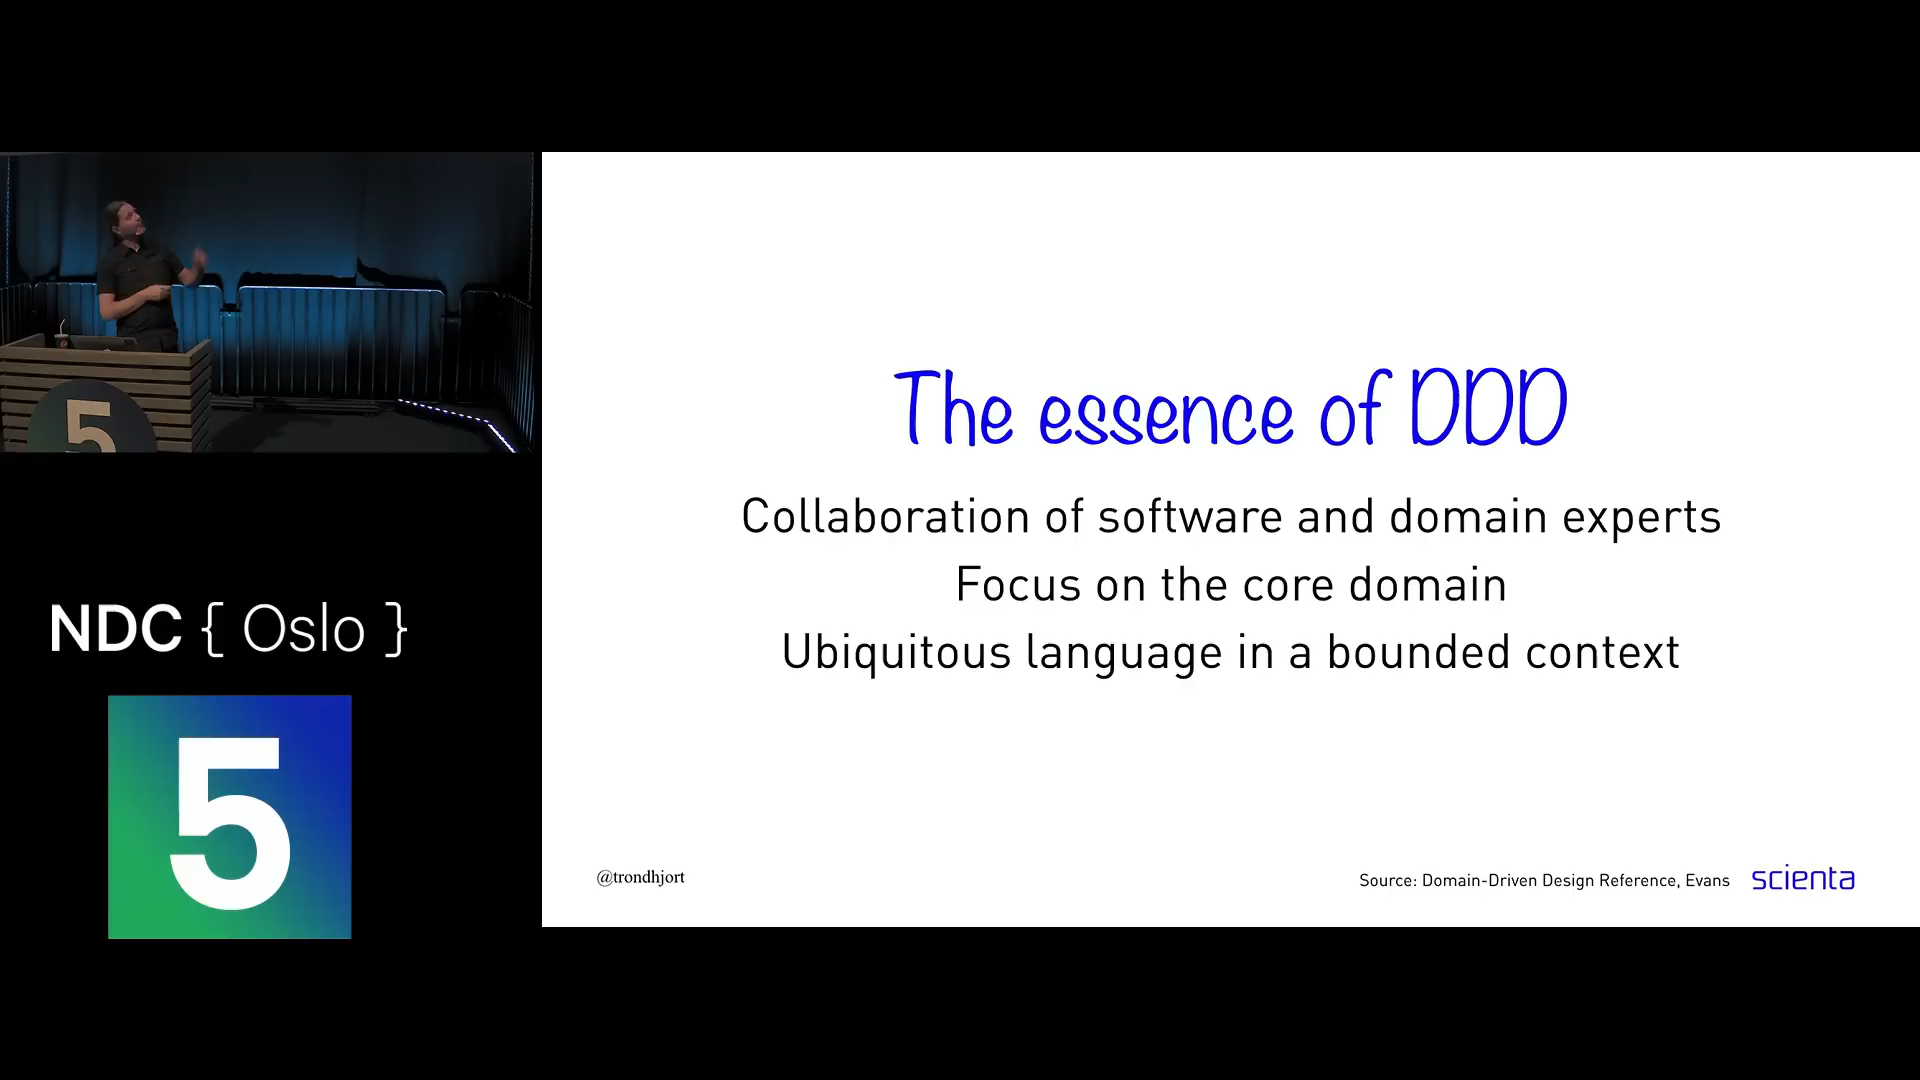 5
NDC { Oslo }
5
The essence of DDD
Collaboration of software and domain experts
Focus on the core domain
Ubiquitous language in a bounded context
@trondhjort
Source: Domain-Driven Design Reference, Evans
scienta